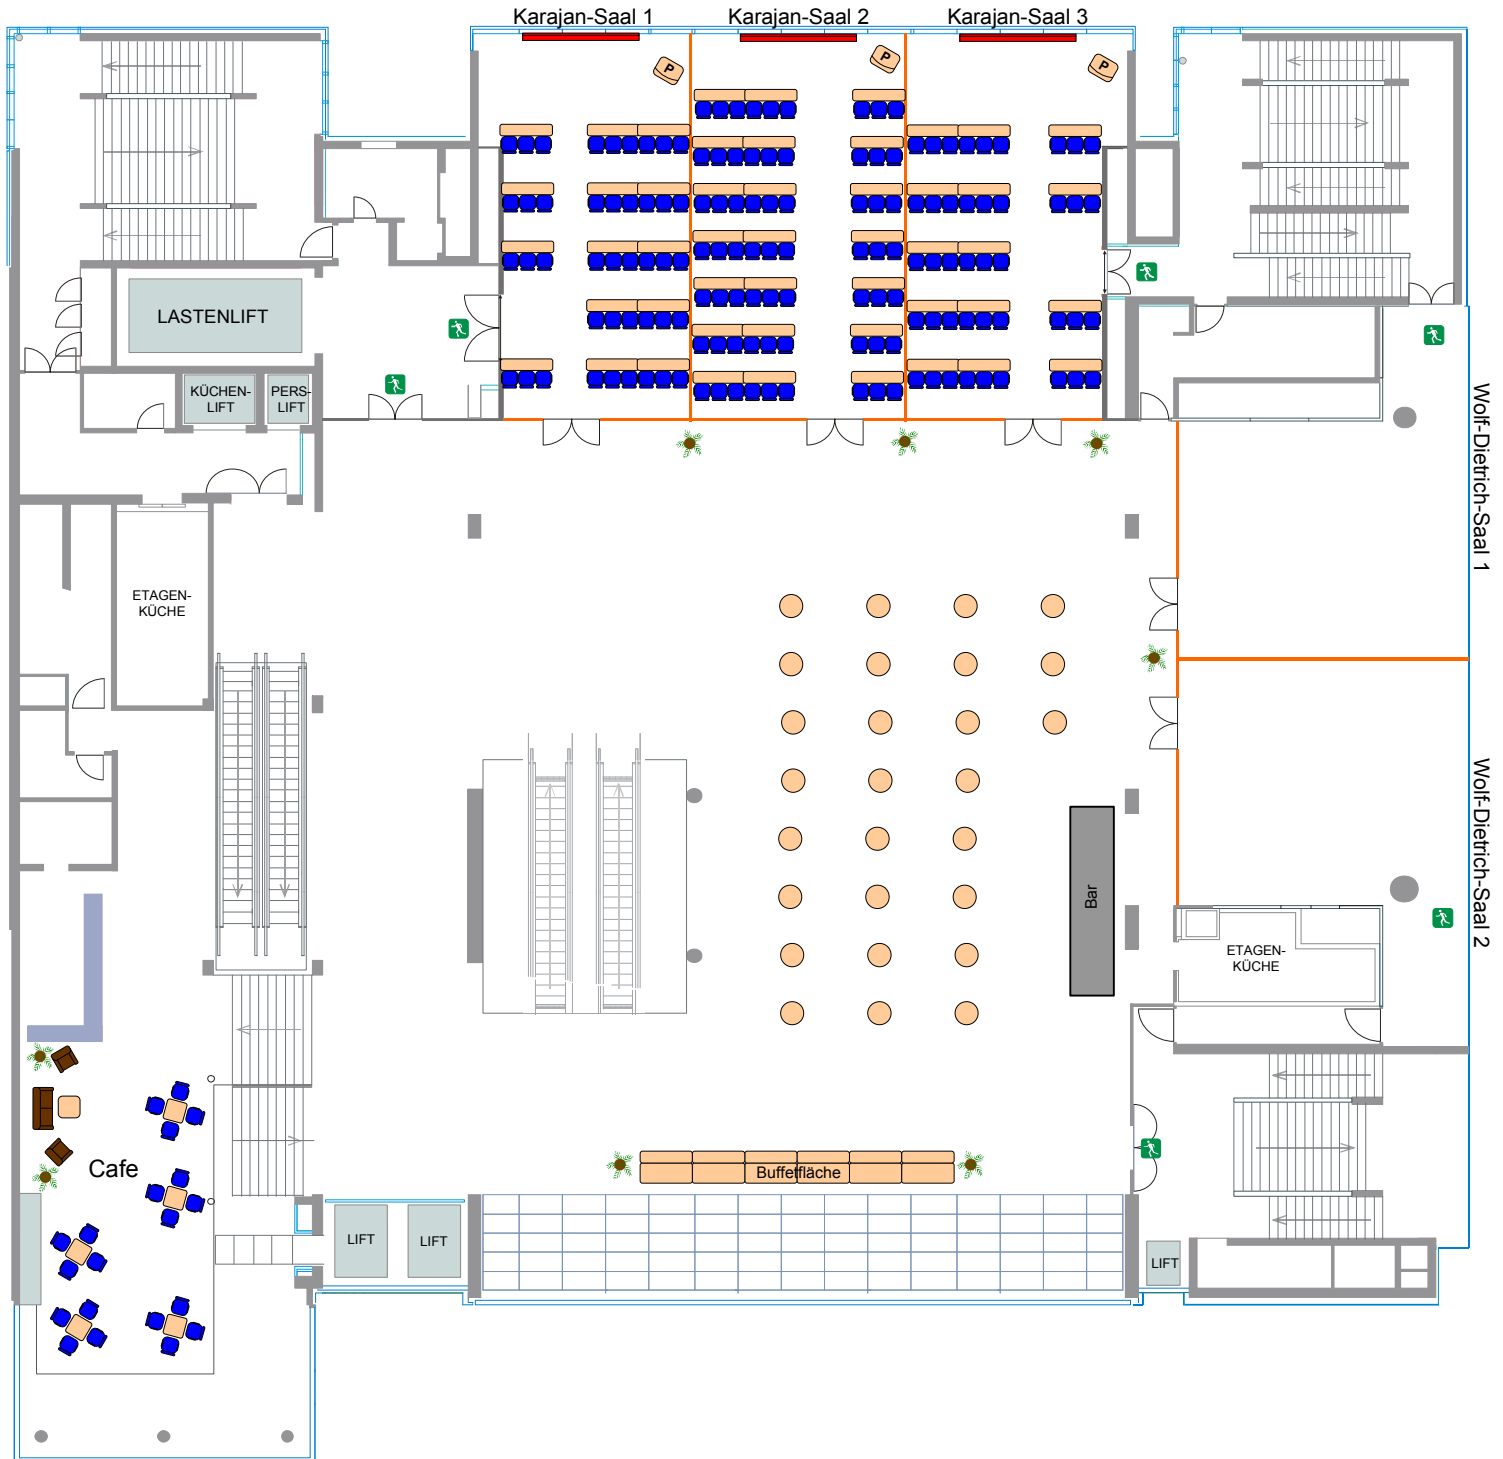 Karajan-Saal 1
Karajan-Saal 2
Karajan-Saal 3
P
P
P
LASTENLIFT
KÜCHEN-
LIFT
PERS-
LIFT
Wolf-Dietrich-Saal 1
ETAGEN-
KÜCHE
Wolf-Dietrich-Saal 2
Bar
ETAGEN-
KÜCHE
Cafe
Buffetfläche
LIFT
LIFT
LIFT